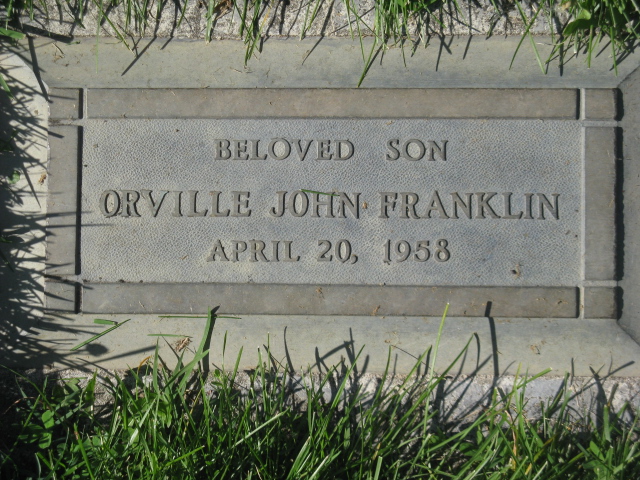 BELOVED SON
ORVILLE JOHN FRANKLIN
APRIL 20, 1958